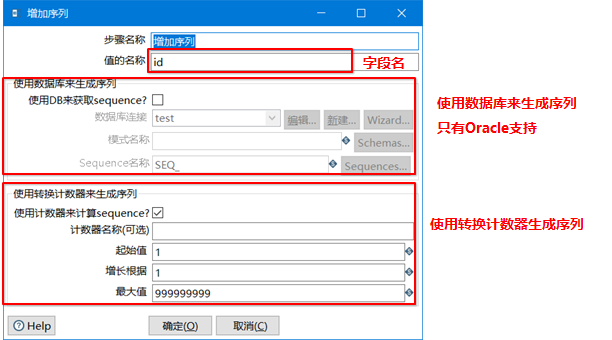 增加序列
步骤名称 增加序列
值的名称 id 字段名
使用数据库来生成序列
使用DB来获取sequence?
数据库连接 test 编辑... 新建... Wizard...
模式名称 Schemas...
Sequence名称 SEQ_ Sequences...
使用数据库来生成序列
只有Oracle支持
使用转换计数器来生成序列
使用计数器来计算sequence?
计数器名称(可选)
起始值 1
增长根据 1
最大值 999999999
使用转换计数器生成序列
Help 确定(O) 取消(C)